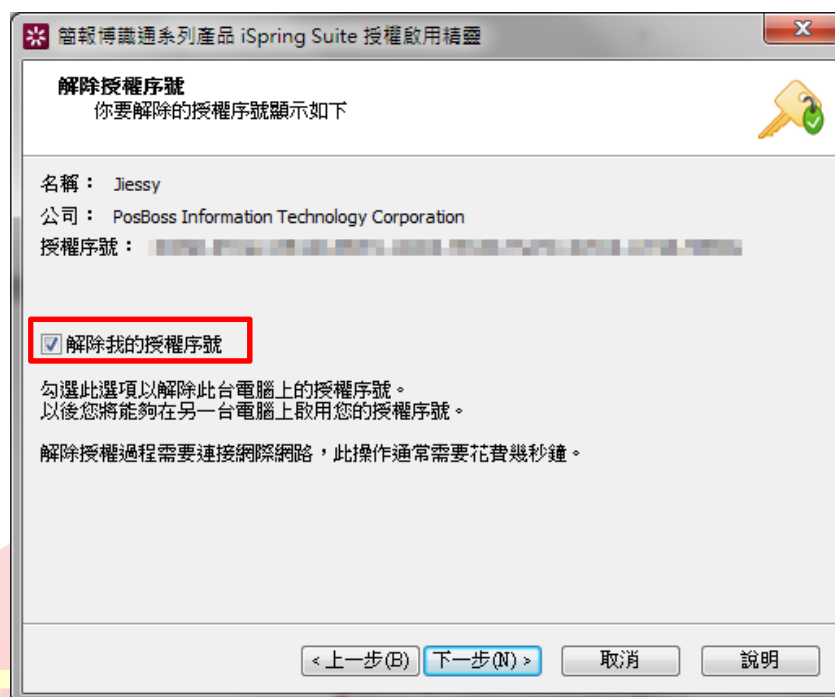 簡報博識通系列產品 iSpring Suite 授權啟用精靈
解除授權序號
你要解除的授權序號顯示如下
名稱： Jiessy
公司： PosBoss Information Technology Corporation
授權序號：
解除我的授權序號
勾選此選項以解除此台電腦上的授權序號。
以後您將能夠在另一台電腦上啟用您的授權序號。
解除授權過程需要連接網際網路，此操作通常需要花費幾秒鐘。
<上一步(B) 下一步(N)> 取消 說明